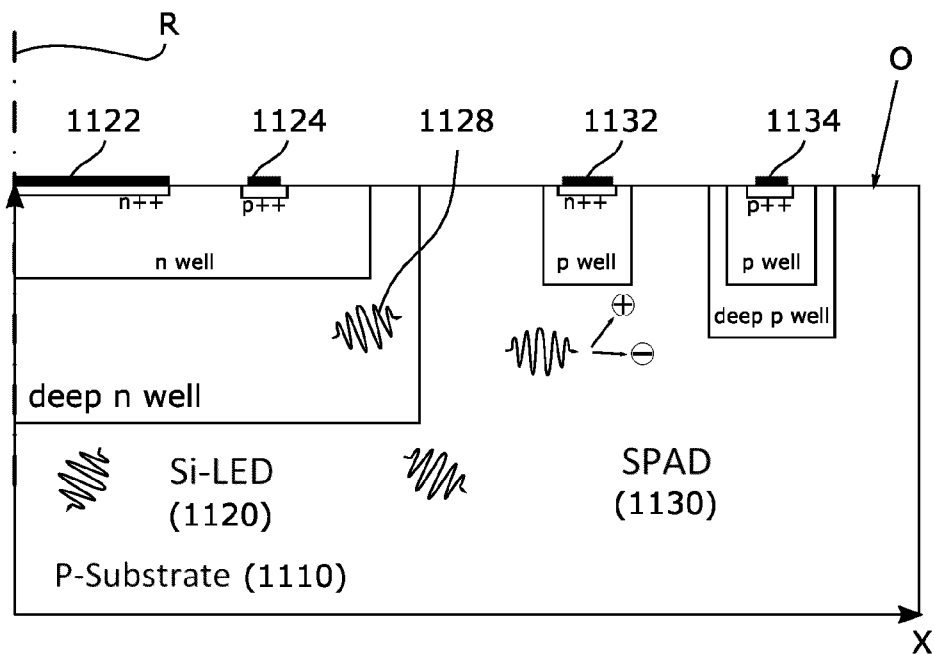 R
O
1122 1124 1128 1132 1134
n++ p++ n++ p++
n well p well p well
deep p well
deep n well
Si-LED
(1120)
SPAD
(1130)
P-Substrate (1110)
X